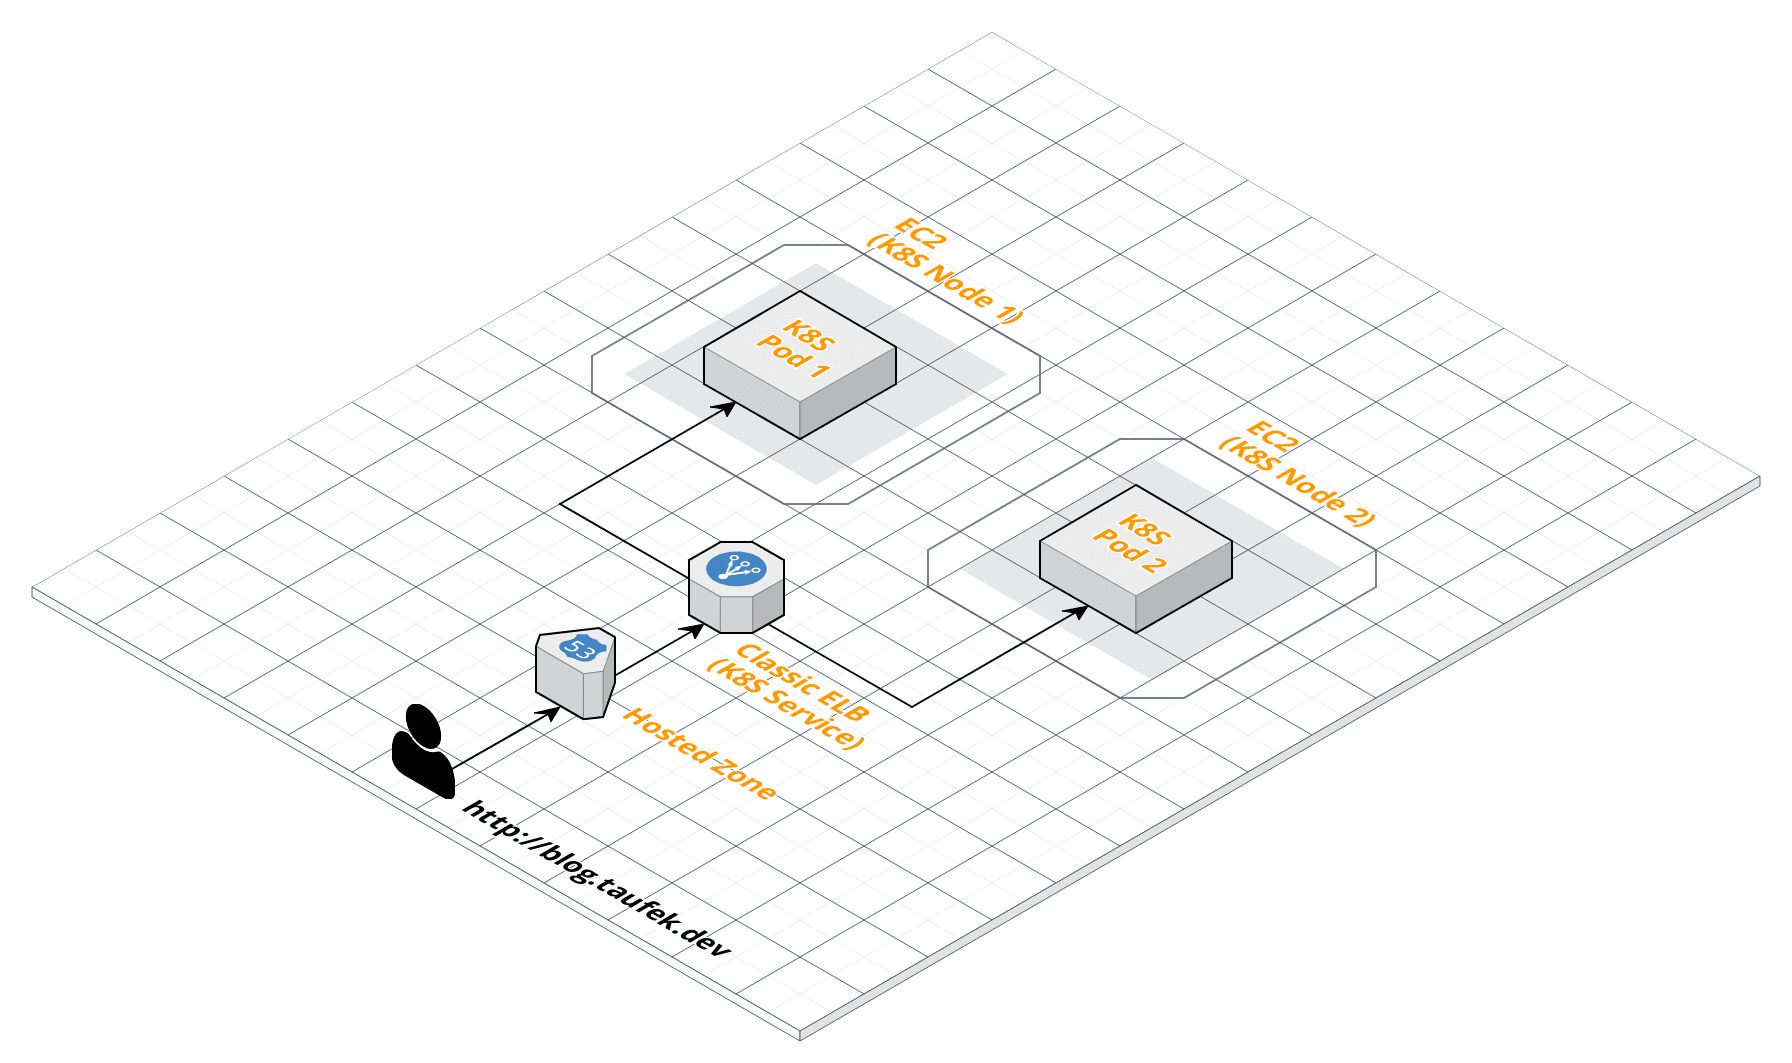 EC2
(K8S Node 1)
K8S
Pod 1
EC2
(K8S Node 2)
K8S
Pod 2
53
Classic ELB
(K8S Service)
Hosted Zone
http://blog.taufek.dev